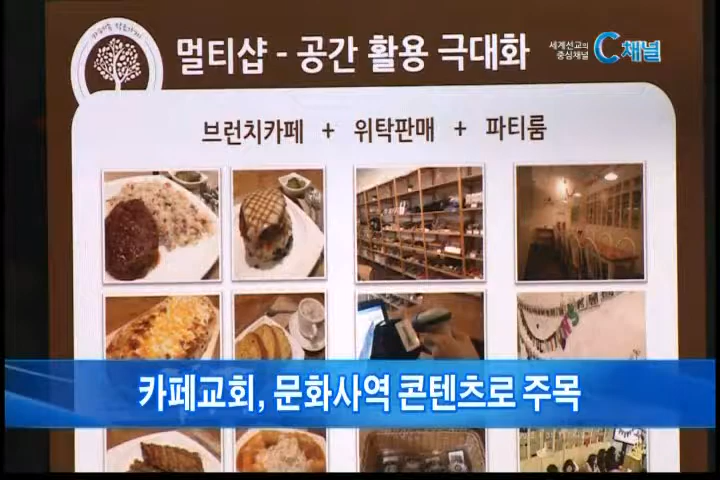 멀티샵 - 공간 활용 극대화
세계선교의
중심채널
C채널
브런치카페 + 위탁판매 + 파티룸
카페교회, 문화사역 콘텐츠로 주목